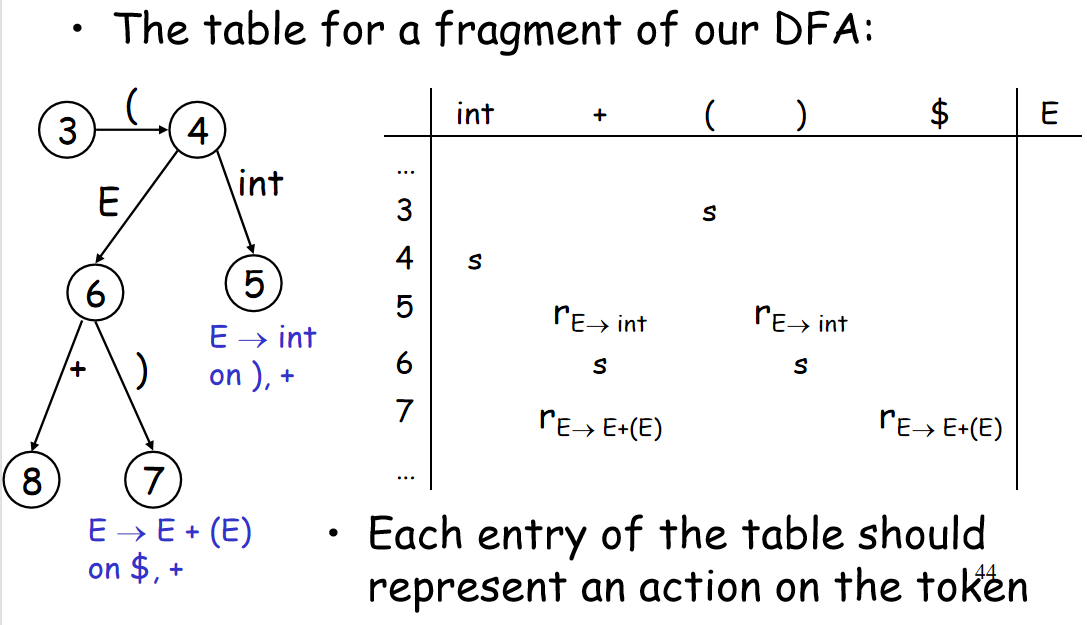 • The table for a fragment of our DFA:
3 ( 4
E int
6 5
E → int
on ), +
+ )
8 7
E → E + (E)
on $, +
int + ( ) $ E
...
3 s
4 s
5 rE→ int rE→ int
6 s s
7 rE→ E+(E) rE→ E+(E)
...
• Each entry of the table should
represent an action on the token
44